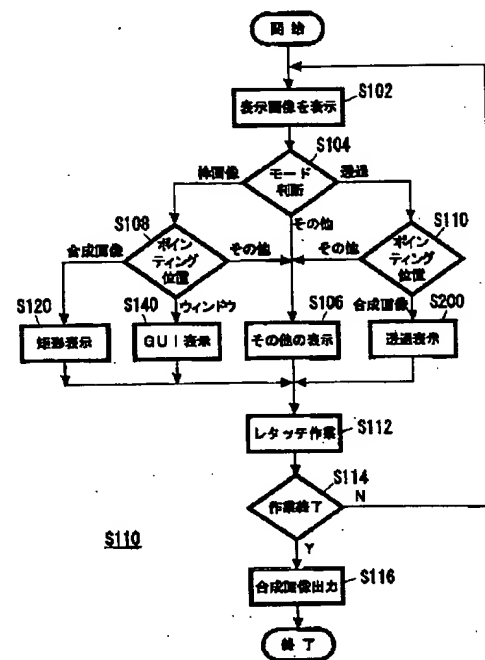 開始
表示画像を表示
S102
S104
枠画像
モード
判断
透過
その他
S108
ポイン
ティング
位置
合成画像
その他
ウィンドウ
S110
ポイン
ティング
位置
その他
合成画像
S120
矩形表示
S140
GUI表示
S106
その他の表示
S200
透過表示
レタッチ作業
S112
S114
作業終了
N
Y
S110
合成画像出力
S116
終了